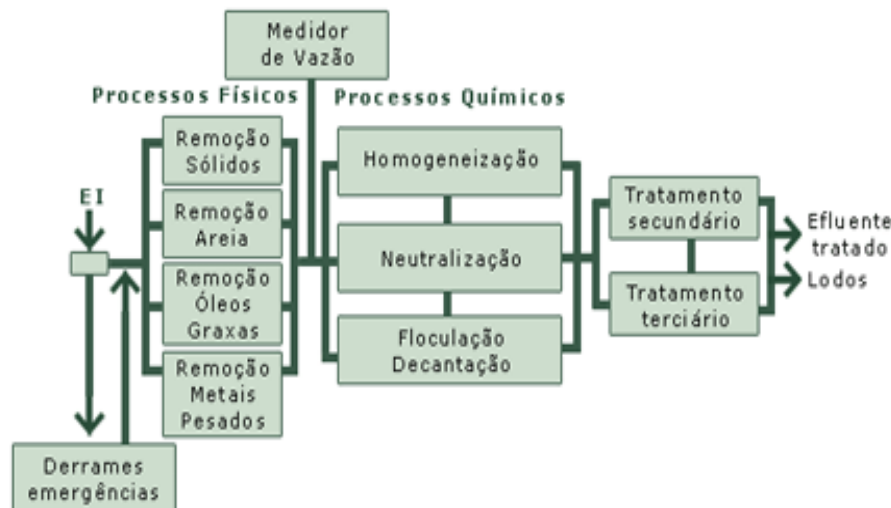 Medidor
de Vazão
Processos Físicos
Processos Químicos
EI
Remoção
Sólidos
Remoção
Areia
Remoção
Óleos
Graxas
Remoção
Metais
Pesados
Derrames
emergências
Homogeneização
Neutralização
Floculação
Decantação
Tratamento
secundário
Tratamento
terciário
Efluente
tratado
Lodos